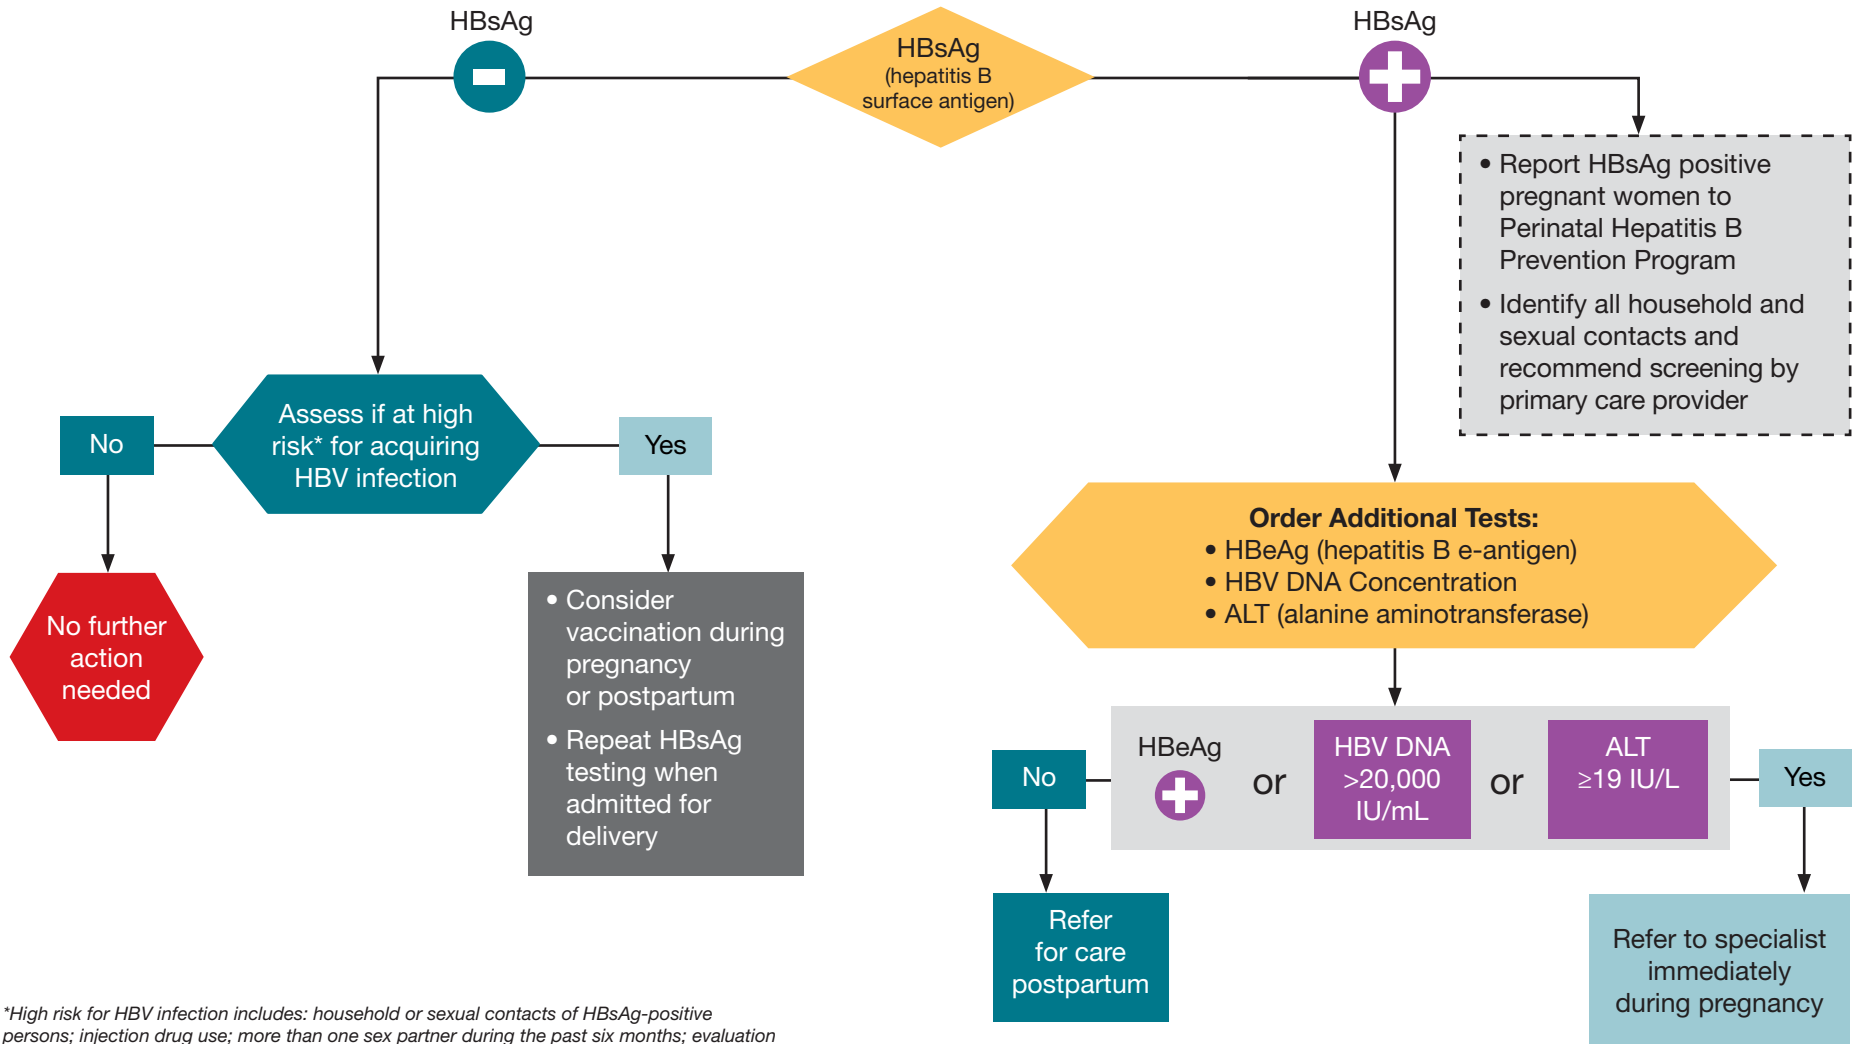 HBsAg
HBsAg
(hepatitis B
surface antigen)
HBsAg
• Report HBsAg positive
pregnant women to
Perinatal Hepatitis B
Prevention Program
• Identify all household and
sexual contacts and
recommend screening by
primary care provider
No
Assess if at high
risk* for acquiring
HBV infection
Yes
No further
action
needed
• Consider
vaccination during
pregnancy
or postpartum
• Repeat HBsAg
testing when
admitted for
delivery
Order Additional Tests:
• HBeAg (hepatitis B e-antigen)
• HBV DNA Concentration
• ALT (alanine aminotransferase)
No
HBeAg
or
HBV DNA
>20,000
IU/mL
or
ALT
≥19 IU/L
Yes
Refer
for care
postpartum
Refer to specialist
immediately
during pregnancy
*High risk for HBV infection includes: household or sexual contacts of HBsAg-positive
persons; injection drug use; more than one sex partner during the past six months; evaluation